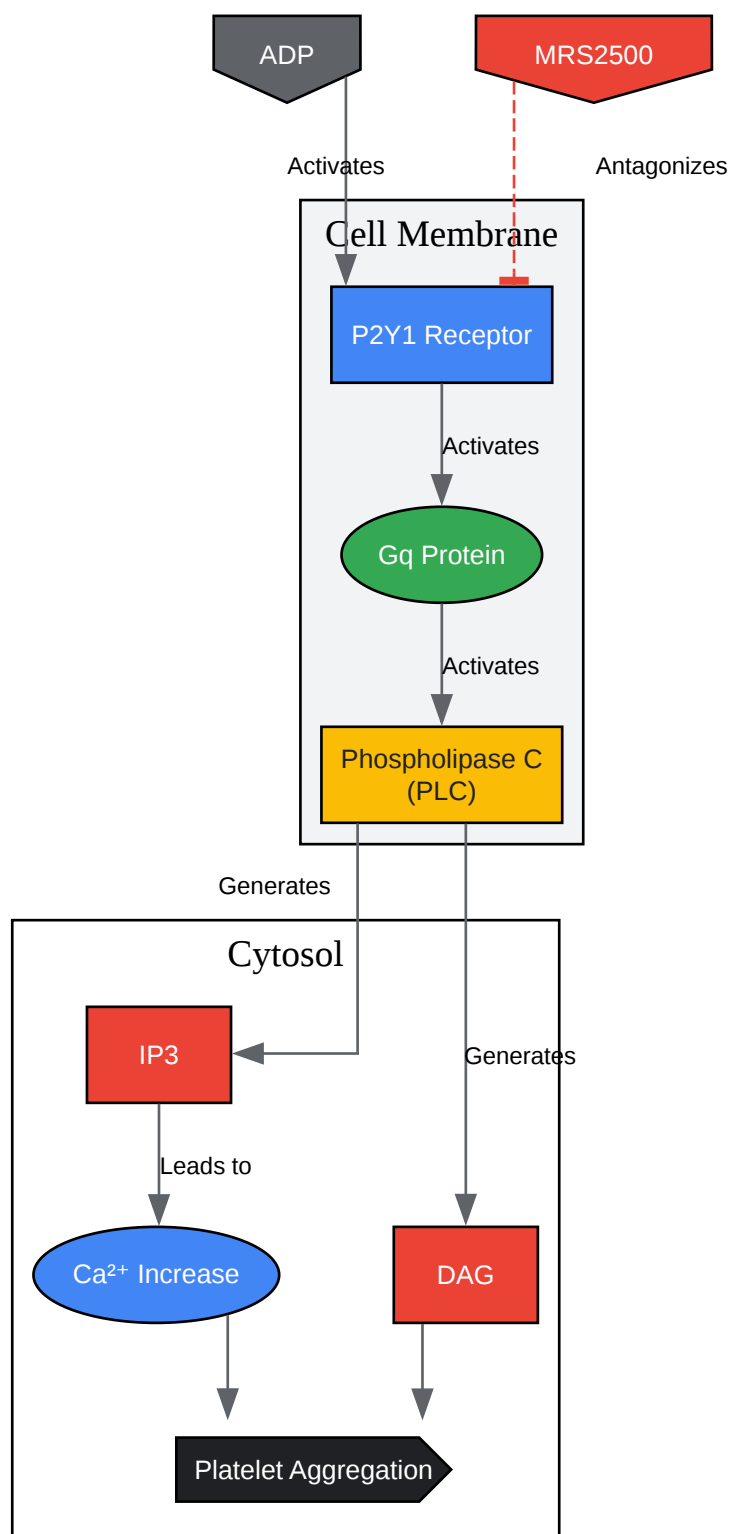 ADP
MRS2500
Activates
Antagonizes
Cell Membrane
P2Y1 Receptor
Activates
Gq Protein
Activates
Phospholipase C
(PLC)
Generates
Cytosol
IP3
Generates
Leads to
Ca²⁺ Increase
DAG
Platelet Aggregation